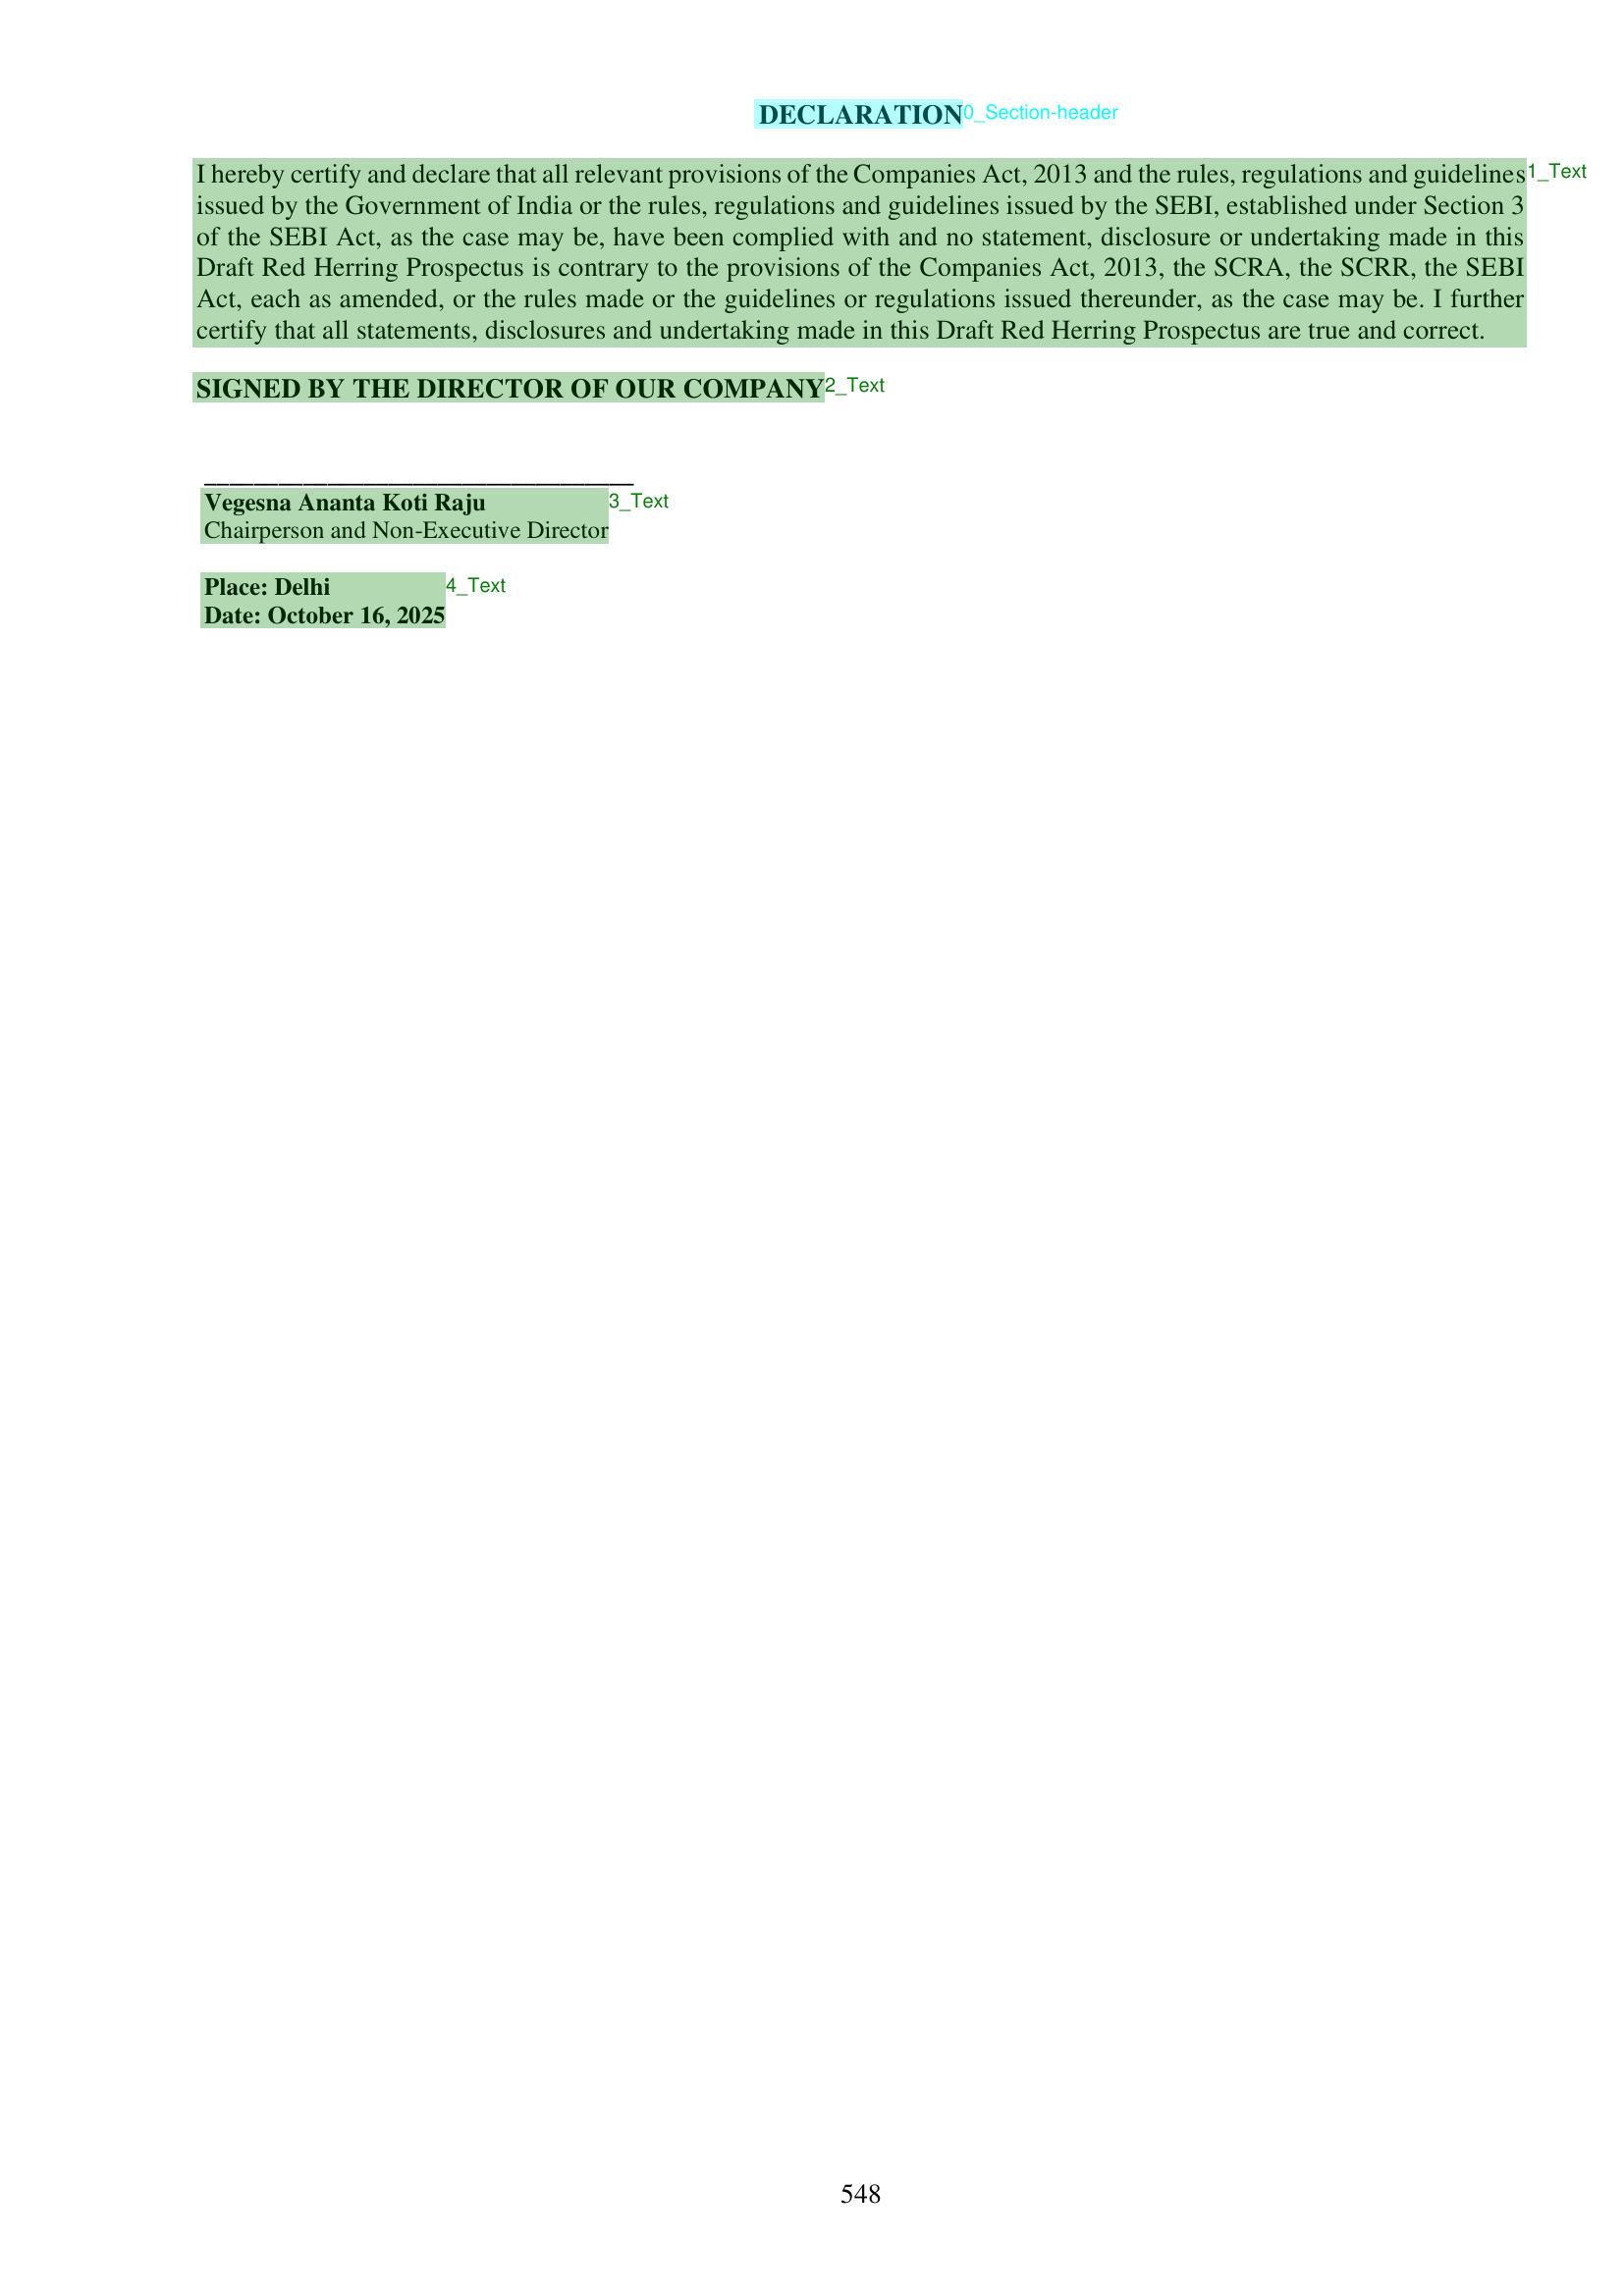 DECLARATION0_Section-header
I hereby certify and declare that all relevant provisions of the Companies Act, 2013 and the rules, regulations and guidelines1_Text
issued by the Government of India or the rules, regulations and guidelines issued by the SEBI, established under Section 3
of the SEBI Act, as the case may be, have been complied with and no statement, disclosure or undertaking made in this
Draft Red Herring Prospectus is contrary to the provisions of the Companies Act, 2013, the SCRA, the SCRR, the SEBI
Act, each as amended, or the rules made or the guidelines or regulations issued thereunder, as the case may be. I further
certify that all statements, disclosures and undertaking made in this Draft Red Herring Prospectus are true and correct.
SIGNED BY THE DIRECTOR OF OUR COMPANY2_Text
___________________________________
Vegesna Ananta Koti Raju 3_Text
Chairperson and Non-Executive Director
Place: Delhi 4_Text
Date: October 16, 2025
548